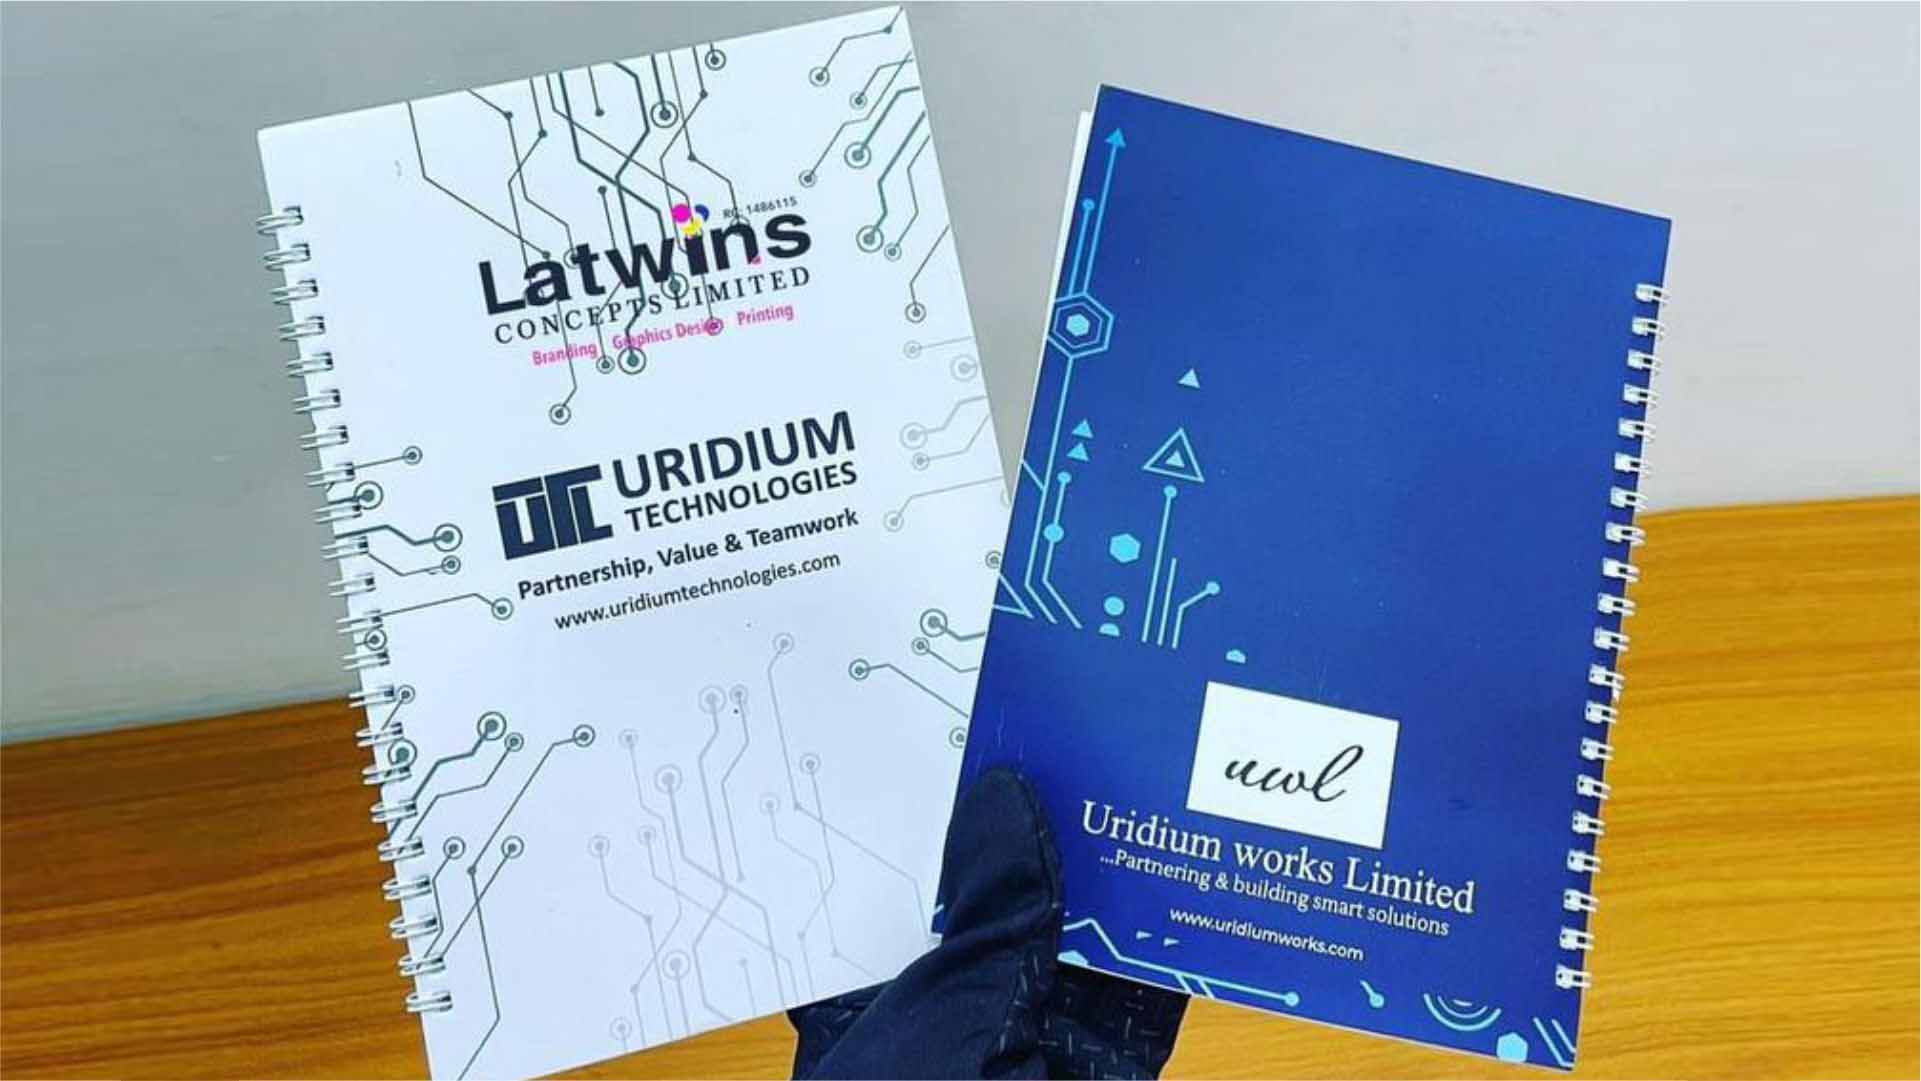 RC: 1486115
Latwins
CONCEPTS LIMITED
Branding Graphics Design Printing
UTL URIDIUM
TECHNOLOGIES
Partnership, Value & Teamwork
www.uridiumtechnologies.com
uwl
Uridium works Limited
...Partnering & building smart solutions
www.uridiumworks.com